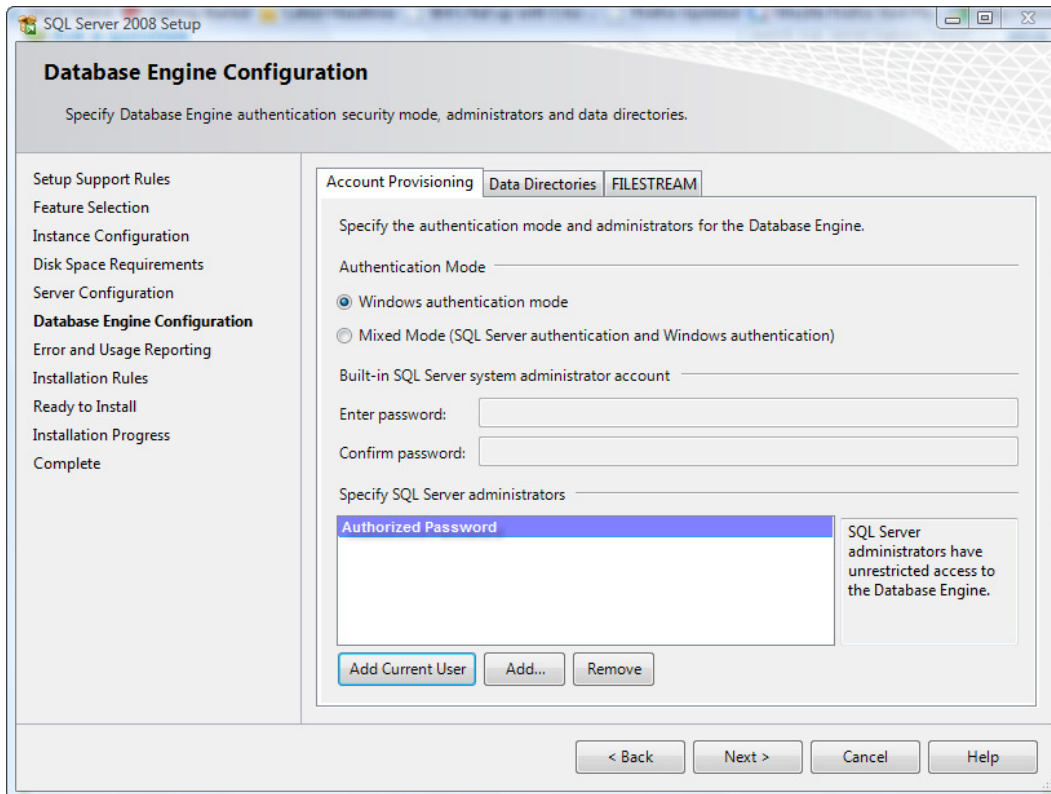 SQL Server 2008 Setup
Database Engine Configuration
Specify Database Engine authentication security mode, administrators and data directories.
Setup Support Rules
Feature Selection
Instance Configuration
Disk Space Requirements
Server Configuration
Database Engine Configuration
Error and Usage Reporting
Installation Rules
Ready to Install
Installation Progress
Complete
Account Provisioning
Data Directories
FILESTREAM
Specify the authentication mode and administrators for the Database Engine.
Authentication Mode
Windows authentication mode
Mixed Mode (SQL Server authentication and Windows authentication)
Built-in SQL Server system administrator account
Enter password:
Confirm password:
Specify SQL Server administrators
Authorized Password
SQL Server
administrators have
unrestricted access to
the Database Engine.
Add Current User
Add...
Remove
< Back
Next >
Cancel
Help